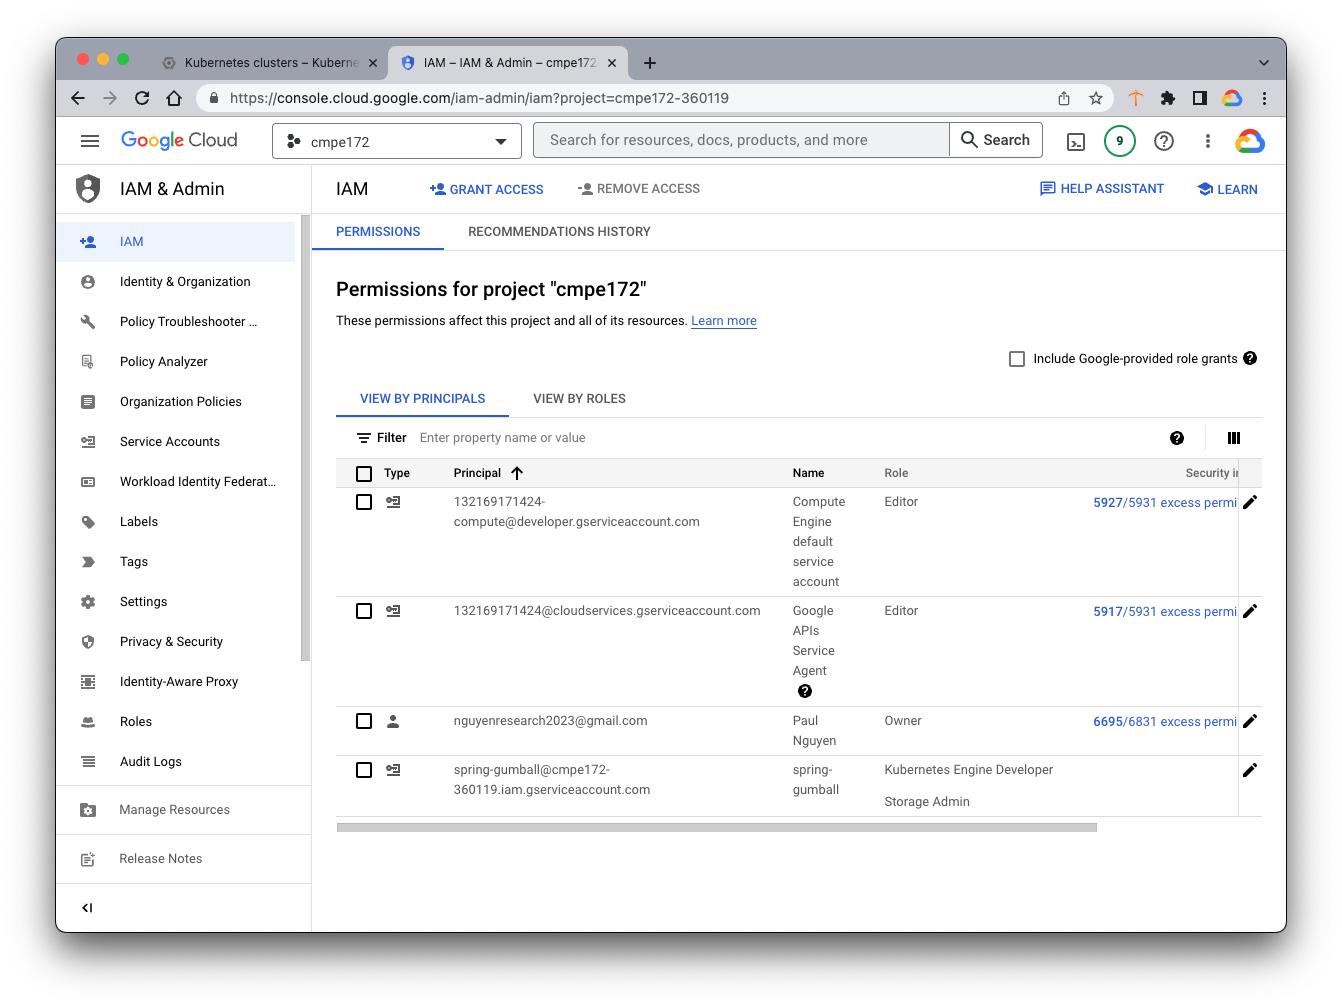 Kubernetes clusters – Kuberne
IAM – IAM & Admin – cmpe172
https://console.cloud.google.com/iam-admin/iam?project=cmpe172-360119
Google Cloud
cmpe172
Search for resources, docs, products, and more
Search
9
IAM & Admin
IAM
GRANT ACCESS
REMOVE ACCESS
HELP ASSISTANT
LEARN
IAM
Identity & Organization
Policy Troubleshooter ...
Policy Analyzer
Organization Policies
Service Accounts
Workload Identity Federat...
Labels
Tags
Settings
Privacy & Security
Identity-Aware Proxy
Roles
Audit Logs
Manage Resources
Release Notes
PERMISSIONS
RECOMMENDATIONS HISTORY
Permissions for project "cmpe172"
These permissions affect this project and all of its resources. Learn more
Include Google-provided role grants
VIEW BY PRINCIPALS
VIEW BY ROLES
Filter
Enter property name or value
Type
Principal
Name
Role
Security in
132169171424-
compute@developer.gserviceaccount.com
Compute
Engine
default
service
account
Editor
5927/5931 excess permi
132169171424@cloudservices.gserviceaccount.com
Google
APIs
Service
Agent
Editor
5917/5931 excess permi
nguyenresearch2023@gmail.com
Paul
Nguyen
Owner
6695/6831 excess permi
spring-gumball@cmpe172-
360119.iam.gserviceaccount.com
spring-
gumball
Kubernetes Engine Developer
Storage Admin